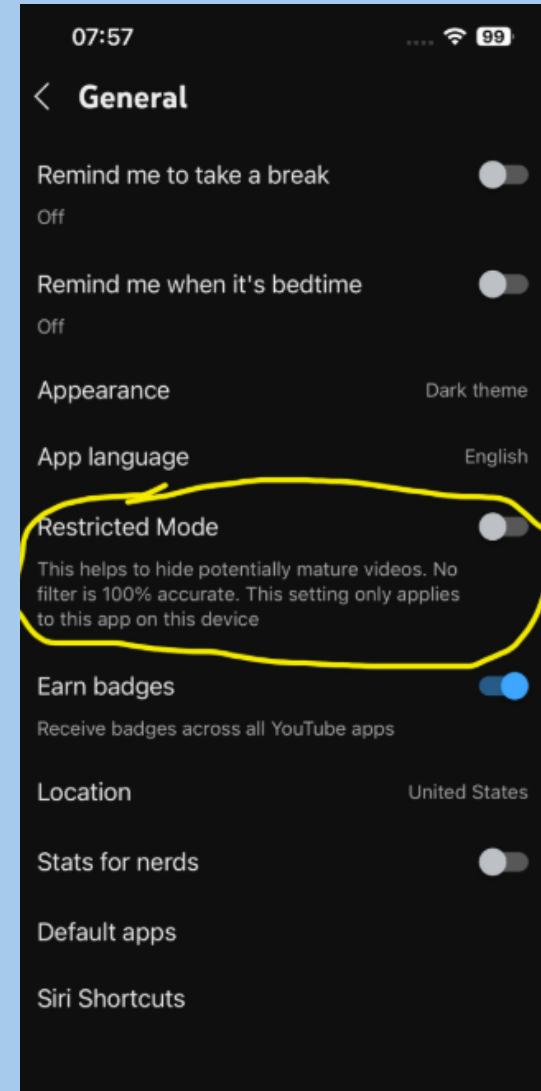 07:57
99
General
Remind me to take a break
Off
Remind me when it's bedtime
Off
Appearance
Dark theme
App language
English
Restricted Mode
This helps to hide potentially mature videos. No
filter is 100% accurate. This setting only applies
to this app on this device
Earn badges
Receive badges across all YouTube apps
Location
United States
Stats for nerds
Default apps
Siri Shortcuts